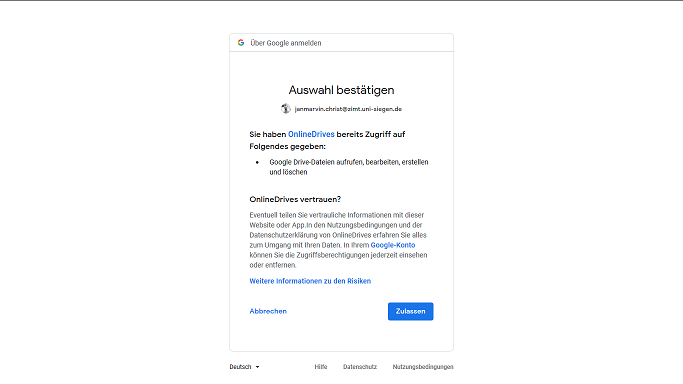 Über Google anmelden
Auswahl bestätigen
janmarvin.christ@zimt.uni-siegen.de
Sie haben OnlineDrives bereits Zugriff auf
Folgendes gegeben:
• Google Drive-Dateien aufrufen, bearbeiten, erstellen
und löschen
OnlineDrives vertrauen?
Eventuell teilen Sie vertrauliche Informationen mit dieser
Website oder App.In den Nutzungsbedingungen und der
Datenschutzerklärung von OnlineDrives erfahren Sie alles
zum Umgang mit Ihren Daten. In Ihrem Google-Konto
können Sie die Zugriffsberechtigungen jederzeit einsehen
oder entfernen.
Weitere Informationen zu den Risiken
Abbrechen Zulassen
Deutsch Hilfe Datenschutz Nutzungsbedingungen